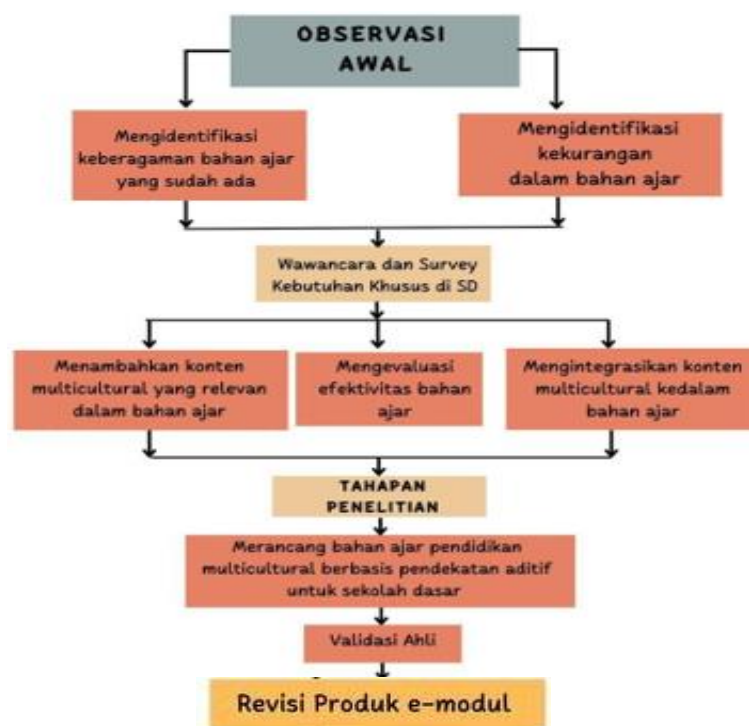 OBSERVASI
AWAL
Mengidentifikasi
keberagaman bahan ajar
yang sudah ada
Mengidentifikasi
kekurangan
dalam bahan ajar
Wawancara dan Survey
Kebutuhan Khusus di SD
Menambahkan konten
multicultural yang relevan
dalam bahan ajar
Mengevaluasi
efektivitas bahan
ajar
Mengintegrasikan konten
multicultural kedalam
bahan ajar
TAHAPAN
PENELITIAN
Merancang bahan ajar pendidikan
multicultural berbasis pendekatan aditif
untuk sekolah dasar
Validasi Ahli
Revisi Produk e-modul